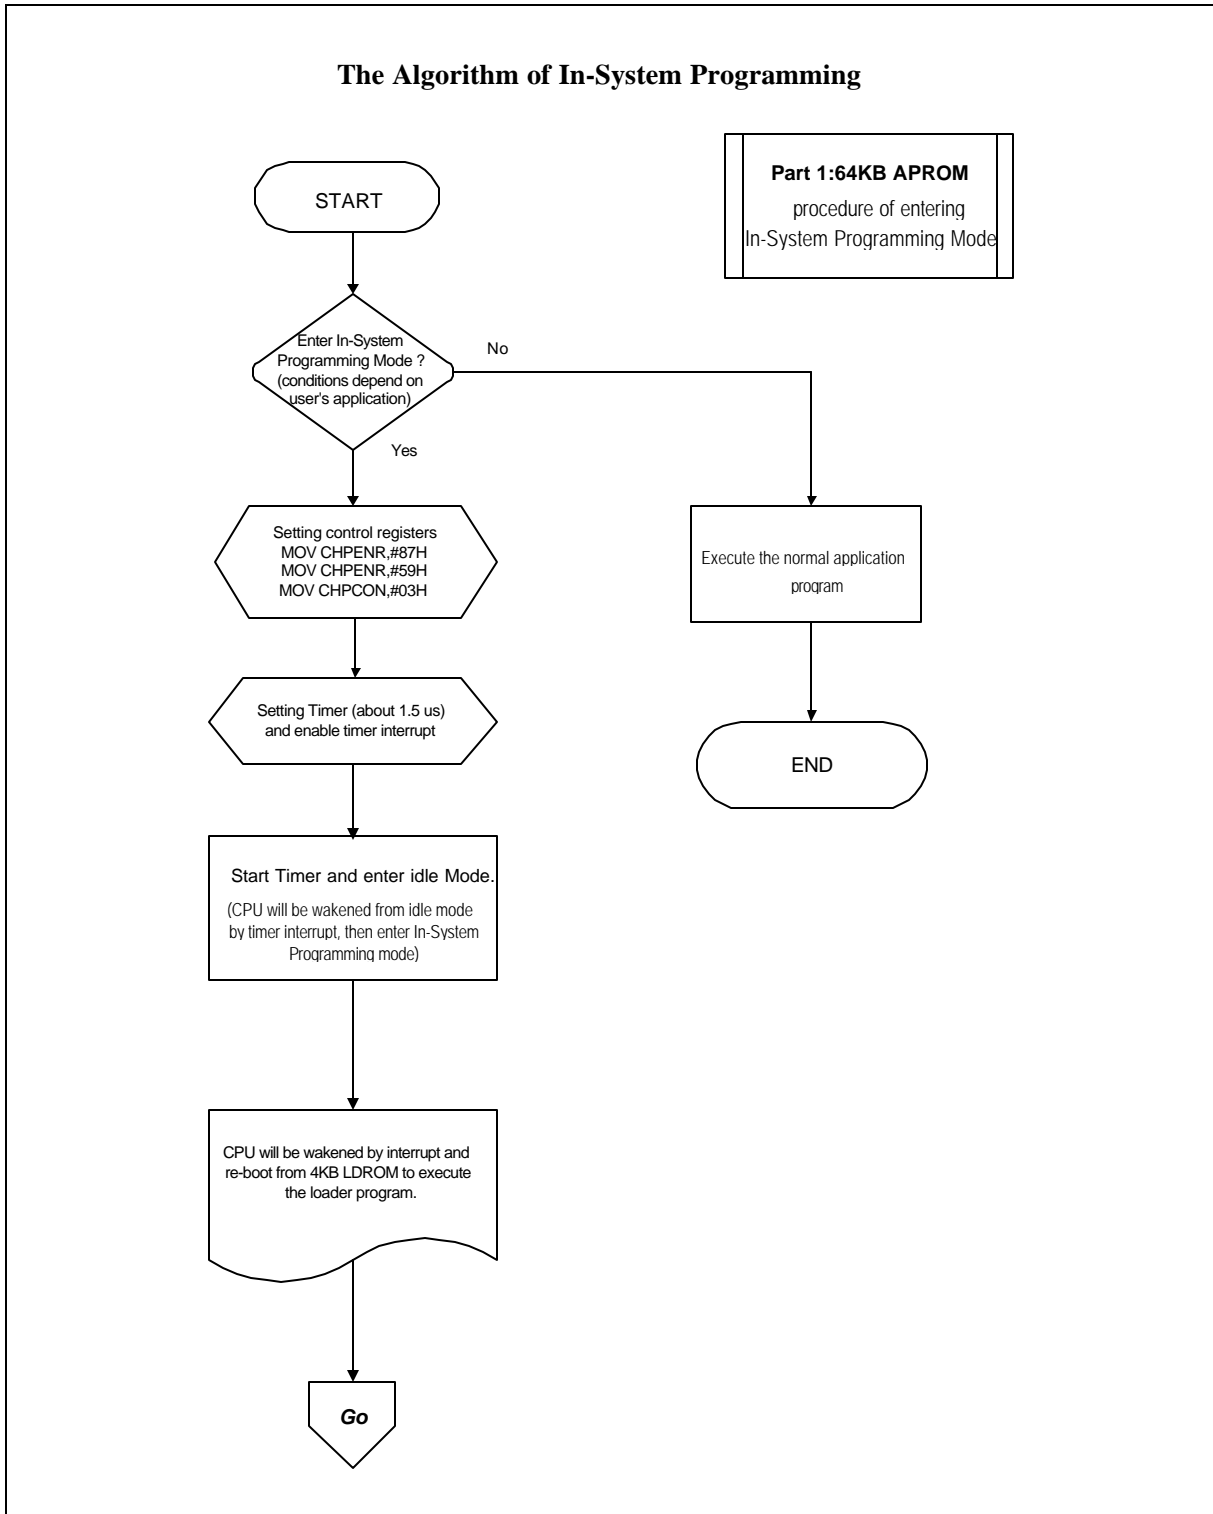 The Algorithm of In-System Programming
Part 1:64KB APROM
procedure of entering
In-System Programming Mode
START
Enter In-System
Programming Mode ?
(conditions depend on
user's application)
No
Yes
Setting control registers
MOV CHPENR,#87H
MOV CHPENR,#59H
MOV CHPCON,#03H
Execute the normal application
program
Setting Timer (about 1.5 us)
and enable timer interrupt
END
Start Timer and enter idle Mode.
(CPU will be wakened from idle mode
by timer interrupt, then enter In-System
Programming mode)
CPU will be wakened by interrupt and
re-boot from 4KB LDROM to execute
the loader program.
Go